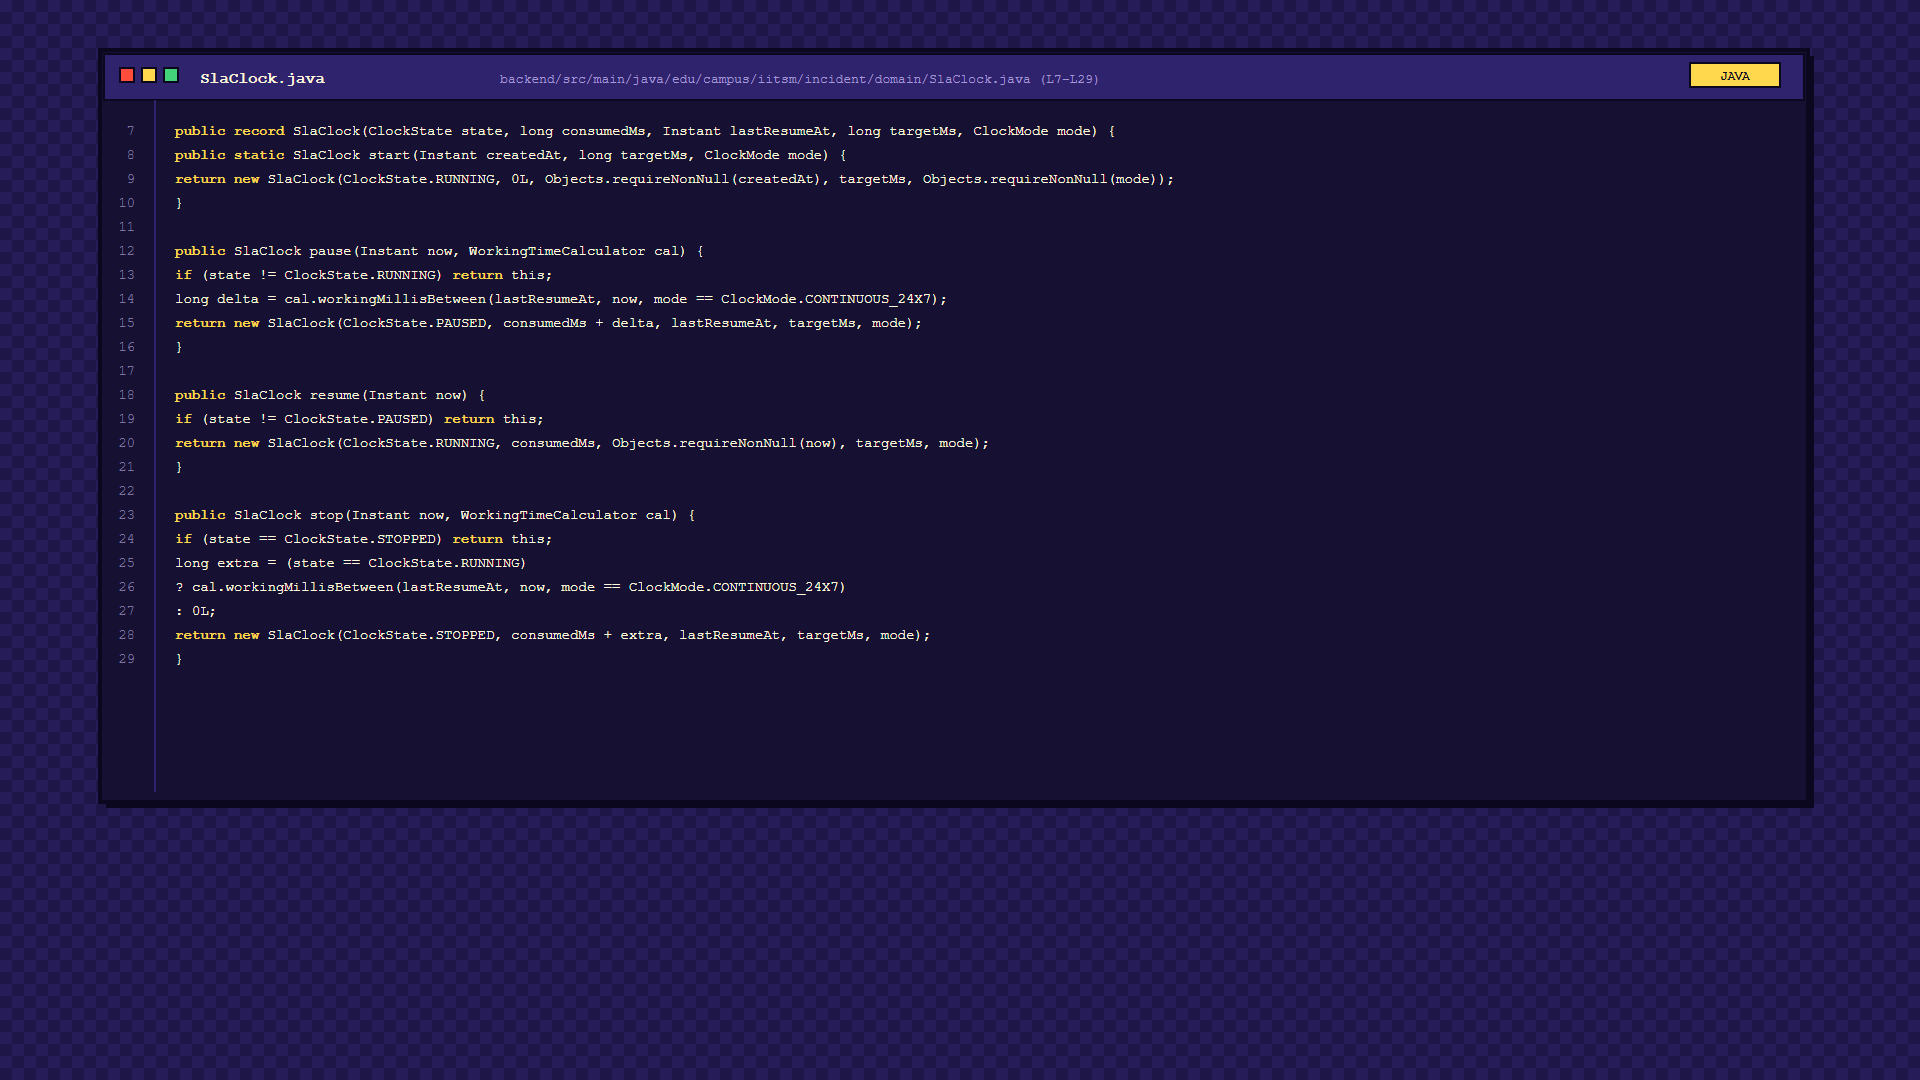 SlaClock.java
backend/src/main/java/edu/campus/iitsm/incident/domain/SlaClock.java (L7-L29)
JAVA
7 public record SlaClock(ClockState state, long consumedMs, Instant lastResumeAt, long targetMs, ClockMode mode) {
8 public static SlaClock start(Instant createdAt, long targetMs, ClockMode mode) {
9 return new SlaClock(ClockState.RUNNING, 0L, Objects.requireNonNull(createdAt), targetMs, Objects.requireNonNull(mode));
10 }
11
12 public SlaClock pause(Instant now, WorkingTimeCalculator cal) {
13 if (state != ClockState.RUNNING) return this;
14 long delta = cal.workingMillisBetween(lastResumeAt, now, mode == ClockMode.CONTINUOUS_24X7);
15 return new SlaClock(ClockState.PAUSED, consumedMs + delta, lastResumeAt, targetMs, mode);
16 }
17
18 public SlaClock resume(Instant now) {
19 if (state != ClockState.PAUSED) return this;
20 return new SlaClock(ClockState.RUNNING, consumedMs, Objects.requireNonNull(now), targetMs, mode);
21 }
22
23 public SlaClock stop(Instant now, WorkingTimeCalculator cal) {
24 if (state == ClockState.STOPPED) return this;
25 long extra = (state == ClockState.RUNNING)
26 ? cal.workingMillisBetween(lastResumeAt, now, mode == ClockMode.CONTINUOUS_24X7)
27 : 0L;
28 return new SlaClock(ClockState.STOPPED, consumedMs + extra, lastResumeAt, targetMs, mode);
29 }